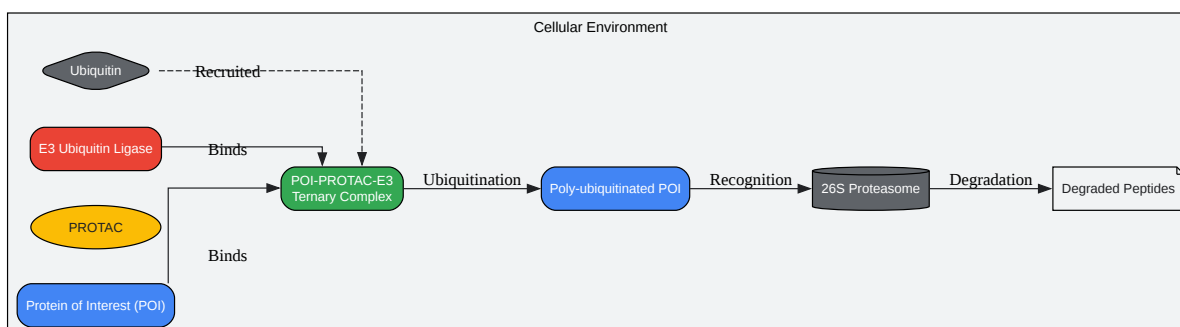 Cellular Environment
Ubiquitin
Recruited
E3 Ubiquitin Ligase
Binds
POI-PROTAC-E3
Ternary Complex
Ubiquitination
Poly-ubiquitinated POI
Recognition
26S Proteasome
Degradation
Degraded Peptides
PROTAC
Binds
Protein of Interest (POI)